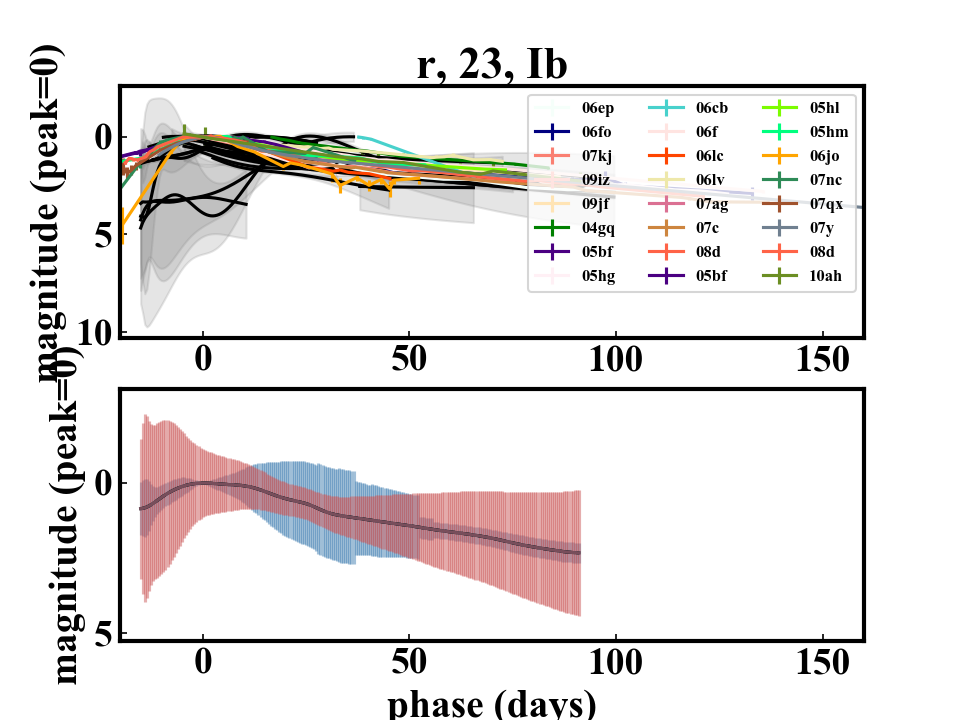 r, 23, Ib
magnitude (peak=0)
0
5
10
06ep 06cb 05hl
06fo 06f 05hm
07kj 06lc 06jo
09iz 06lv 07nc
09jf 07ag 07qx
04gq 07c 07y
05bf 08d 08d
05hg 05bf 10ah
0 50 100 150
magnitude (peak=0)
0
5
0 50 100 150
phase (days)